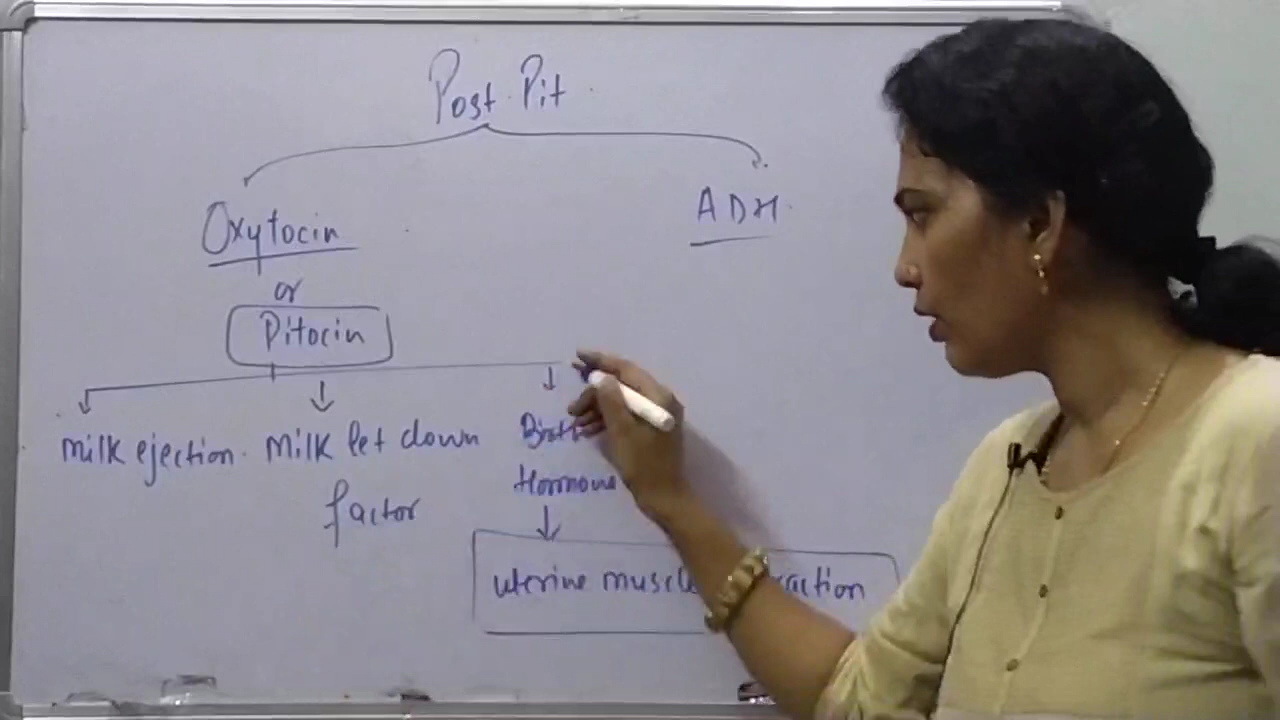 Post. Pit.
Oxytocin
ADH.
or
Pitocin
milk ejection. milk let down
factor
Hormone
uterine muscle